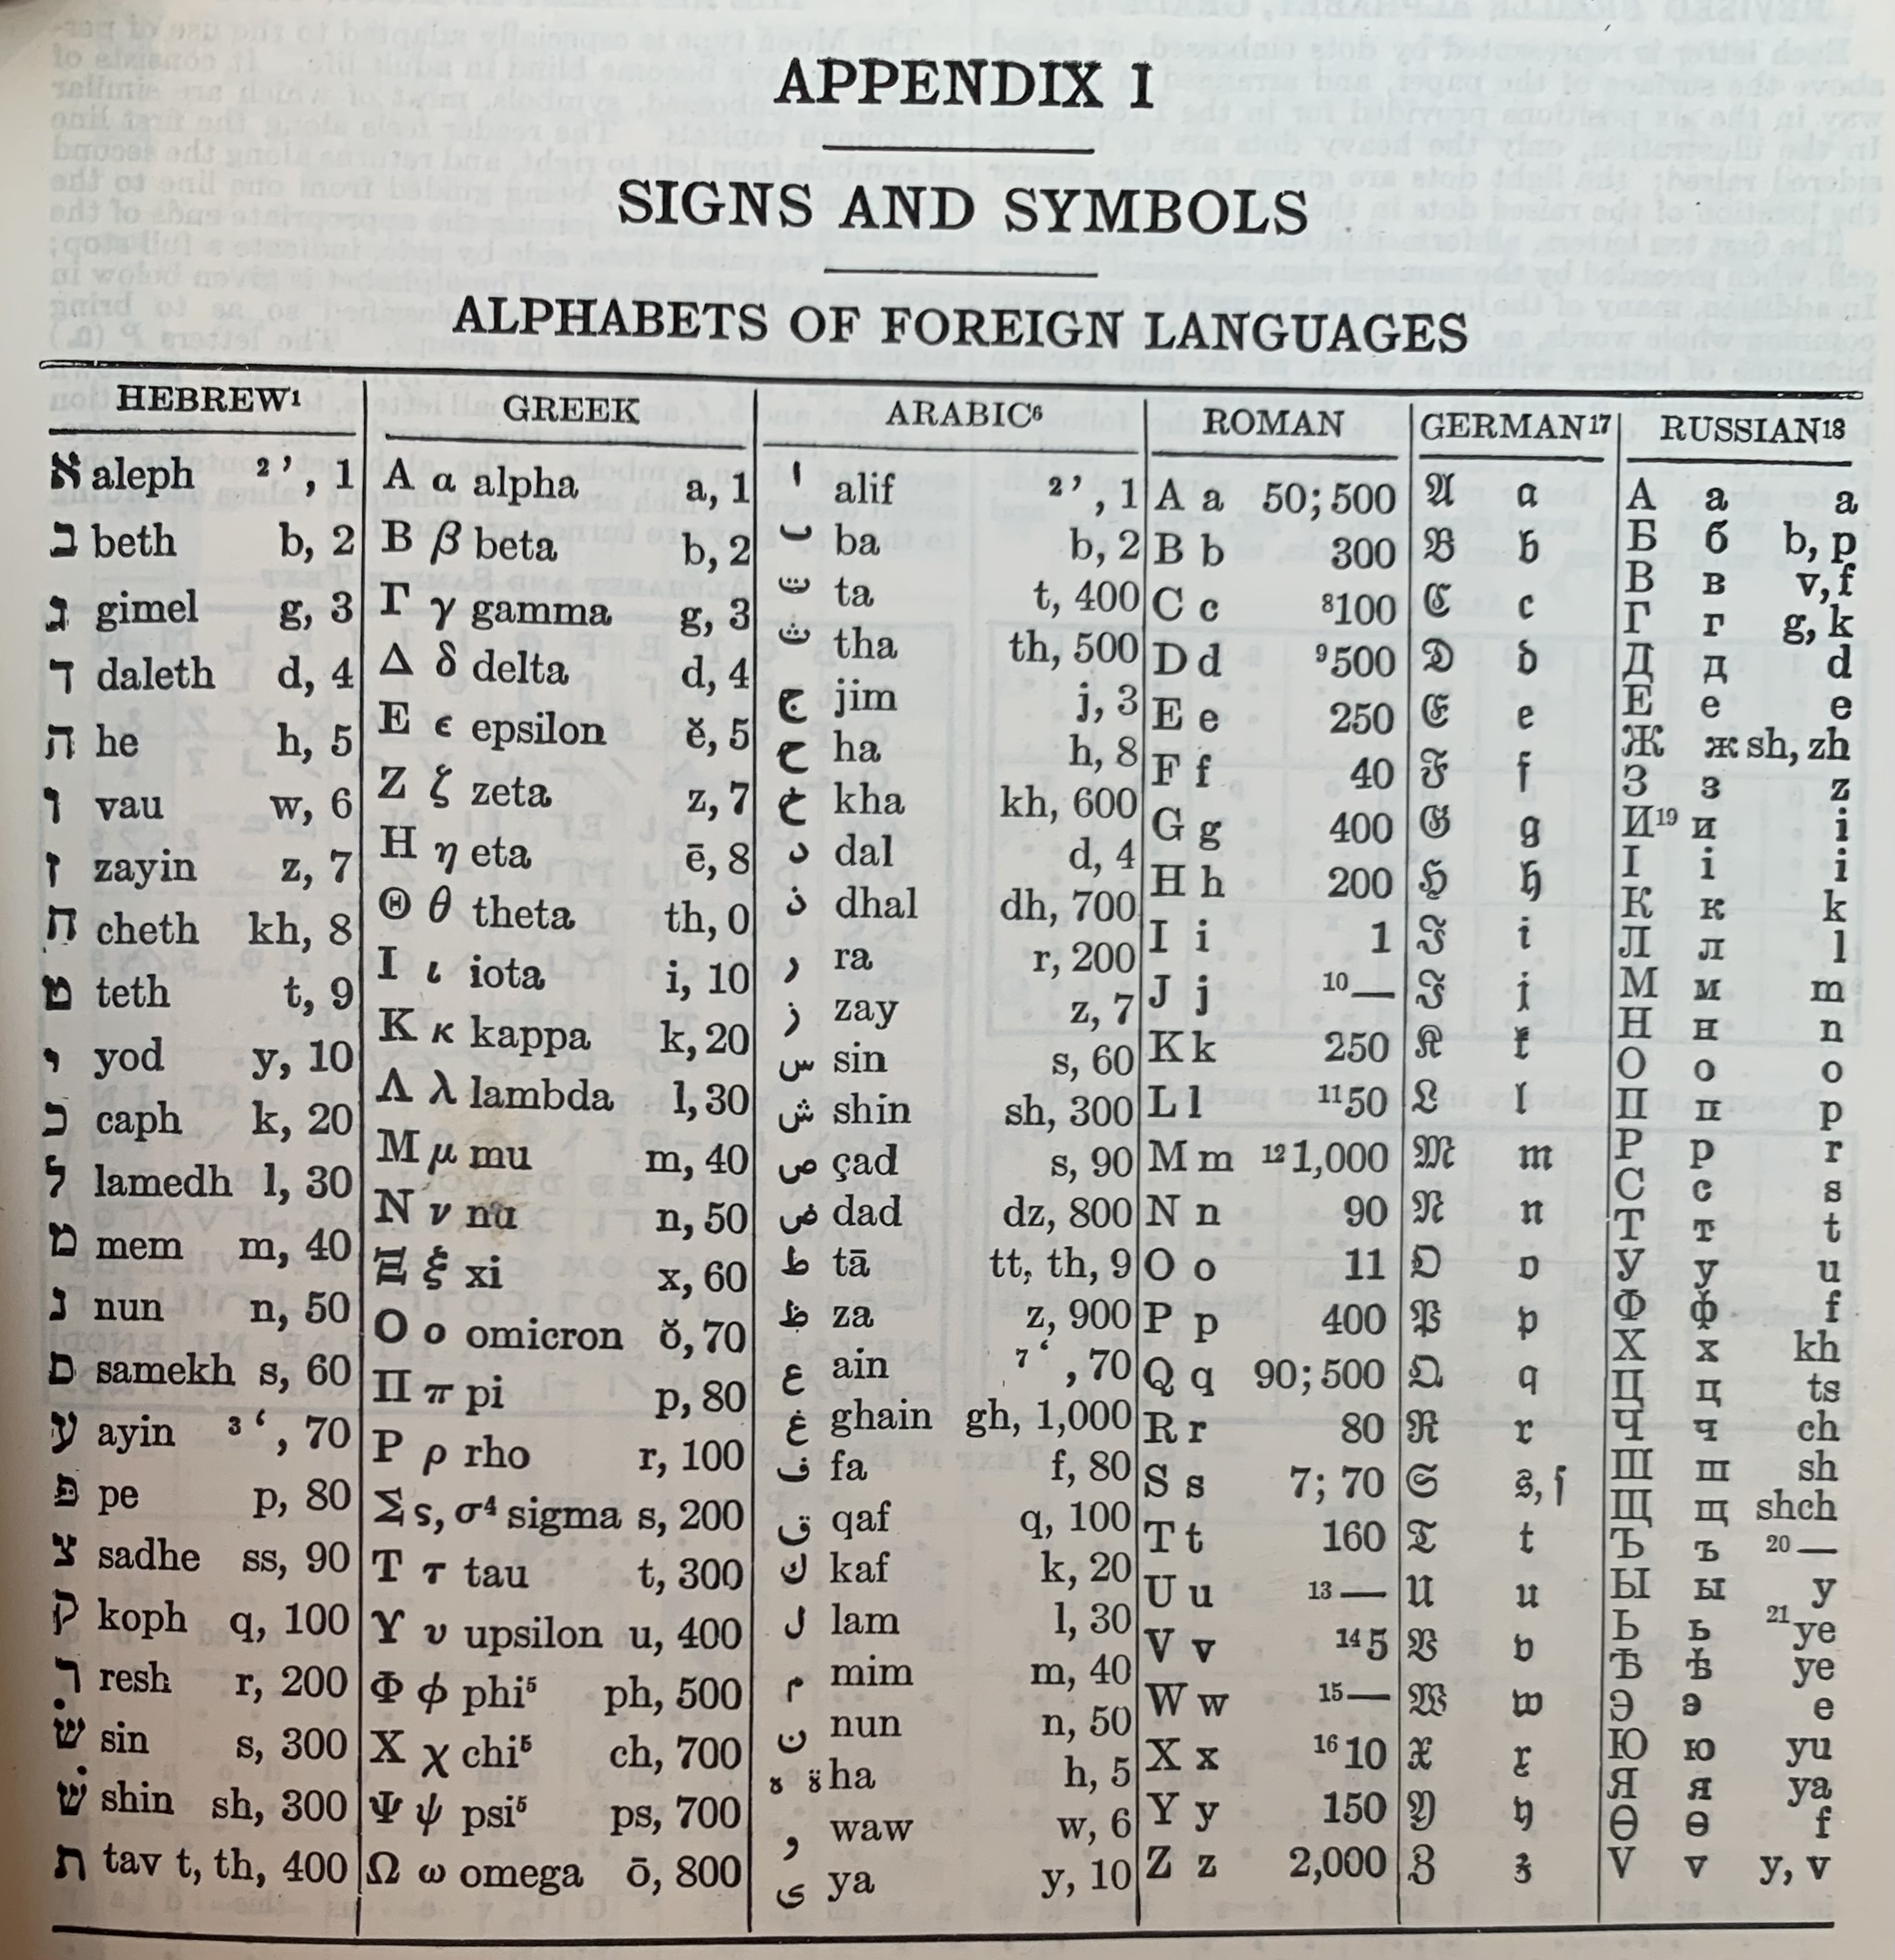 APPENDIX I
SIGNS AND SYMBOLS
ALPHABETS OF FOREIGN LANGUAGES
HEBREW¹
א aleph ² ’, 1
ב beth b, 2
ג gimel g, 3
ד daleth d, 4
ה he h, 5
ו vau w, 6
ז zayin z, 7
ח cheth kh, 8
ט teth t, 9
י yod y, 10
כ caph k, 20
ל lamedh l, 30
מ mem m, 40
נ nun n, 50
ס samekh s, 60
ע ayin ³ ‘, 70
פ pe p, 80
צ sadhe ss, 90
ק koph q, 100
ר resh r, 200
שׂ sin s, 300
שׁ shin sh, 300
ת tav t, th, 400
GREEK
Α α alpha a, 1
Β β beta b, 2
Γ γ gamma g, 3
Δ δ delta d, 4
Ε ϵ epsilon ĕ, 5
Ζ ζ zeta z, 7
Η η eta ē, 8
Θ θ theta th, 0
Ι ι iota i, 10
Κ κ kappa k, 20
Λ λ lambda l, 30
Μ μ mu m, 40
Ν ν nu n, 50
Ξ ξ xi x, 60
Ο ο omicron ŏ, 70
Π π pi p, 80
Ρ ρ rho r, 100
Σ ς, σ⁴ sigma s, 200
Τ τ tau t, 300
ϒ υ upsilon u, 400
Φ ϕ phi⁵ ph, 500
Χ χ chi⁵ ch, 700
Ψ ψ psi⁵ ps, 700
Ω ω omega ō, 800
ARABIC⁶
ا alif ² ’, 1
ب ba b, 2
ت ta t, 400
ث tha th, 500
ج jim j, 3
ح ha h, 8
خ kha kh, 600
د dal d, 4
ذ dhal dh, 700
ر ra r, 200
ز zay z, 7
س sin s, 60
ش shin sh, 300
ص çad s, 90
ض dad dz, 800
ط tā tt, th, 9
ظ za z, 900
ع ain ⁷ ‘, 70
غ ghain gh, 1,000
ف fa f, 80
ق qaf q, 100
ك kaf k, 20
ل lam l, 30
م mim m, 40
ن nun n, 50
ه ة ha h, 5
و waw w, 6
ى ya y, 10
ROMAN
A a 50; 500
B b 300
C c ⁸100
D d ⁹500
E e 250
F f 40
G g 400
H h 200
I i 1
J j ¹⁰—
K k 250
L l ¹¹50
M m ¹²1,000
N n 90
O o 11
P p 400
Q q 90; 500
R r 80
S s 7; 70
T t 160
U u ¹³—
V v ¹⁴5
W w ¹⁵—
X x ¹⁶10
Y y 150
Z z 2,000
GERMAN¹⁷
𝔄 𝔞
𝔅 𝔟
ℭ 𝔠
𝔇 𝔡
𝔈 𝔢
𝔉 𝔣
𝔊 𝔤
ℌ 𝔥
ℑ 𝔦
𝔍 𝔧
𝔎 𝔨
𝔏 𝔩
𝔐 𝔪
𝔑 𝔫
𝔒 𝔬
𝔓 𝔭
𝔔 𝔮
ℜ 𝔯
𝔖 𝔰, ſ
𝔗 𝔱
𝔘 𝔲
𝔙 𝔳
𝔚 𝔴
𝔛 𝔵
𝔜 𝔶
ℨ 𝔷
RUSSIAN¹⁸
А а a
Б б b, p
В в v, f
Г г g, k
Д д d
Е е e
Ж ж sh, zh
З з z
И¹⁹ и i
І і i
К к k
Л л l
М м m
Н н n
О о o
П п p
Р р r
С с s
Т т t
У у u
Ф ф f
Х х kh
Ц ц ts
Ч ч ch
Ш ш sh
Щ щ shch
Ъ ъ ²⁰—
Ы ы y
Ь ь ²¹ye
Ѣ ѣ ye
Э э e
Ю ю yu
Я я ya
Ѳ ѳ f
Ѵ ѵ y, v